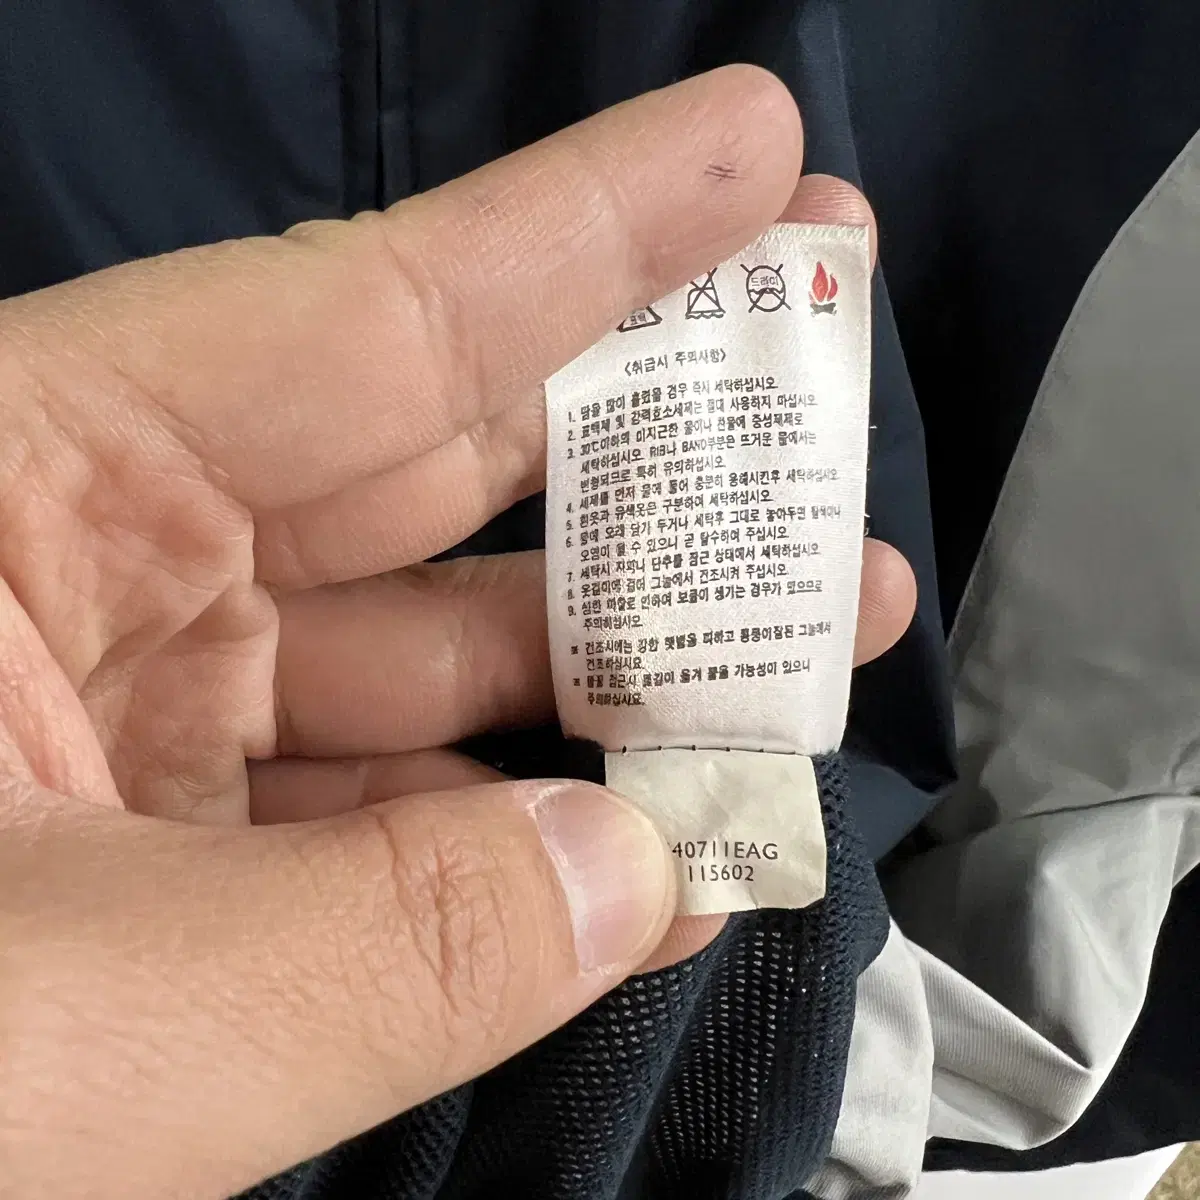 표백
드라이
<취급시 주의사항>
1. 땀을 많이 흘렸을 경우 즉시 세탁하십시오.
2. 표백제 및 강력효소세제는 절대 사용하지 마십시오
3. 30℃이하의 미지근한 물이나 찬물에 중성세제로
세탁하십시오. RIB나 BAND부분은 뜨거운 물에서는
변형되므로 특히 유의하십시오.
4. 세제를 먼저 물에 풀어 충분히 용해시킨후 세탁하십시오.
5. 흰옷과 유색옷은 구분하여 세탁하십시오.
6. 물에 오래 담가 두거나 세탁후 그대로 놓아두면 탈색이나
오염이 될 수 있으니 곧 탈수하여 주십시오.
7. 세탁시 지퍼나 단추를 잠근 상태에서 세탁하십시오.
8. 옷걸이에 걸어 그늘에서 건조시켜 주십시오.
9. 심한 마찰로 인하여 보풀이 생기는 경우가 있으므로
주의하십시오.
※ 건조시에는 강한 햇볕을 피하고 통풍이잘된 그늘에서
건조하십시요.
※ 불꽃 접근시 불길이 옮겨 붙을 가능성이 있으니
주의하십시요.
40711EAG
115602